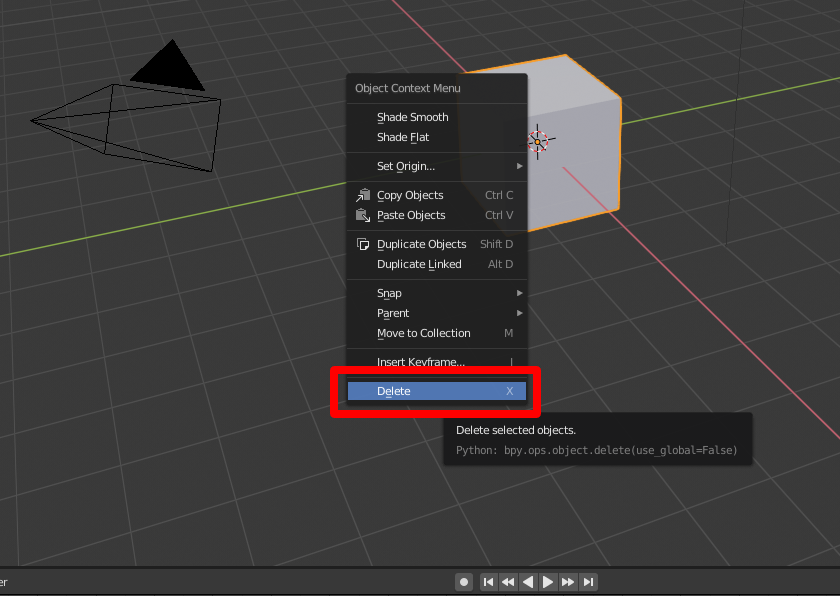 Object Context Menu
Shade Smooth
Shade Flat
Set Origin...
Copy Objects Ctrl C
Paste Objects Ctrl V
Duplicate Objects Shift D
Duplicate Linked Alt D
Snap
Parent
Move to Collection M
Insert Keyframe... I
Delete X
Delete selected objects.
Python: bpy.ops.object.delete(use_global=False)
er